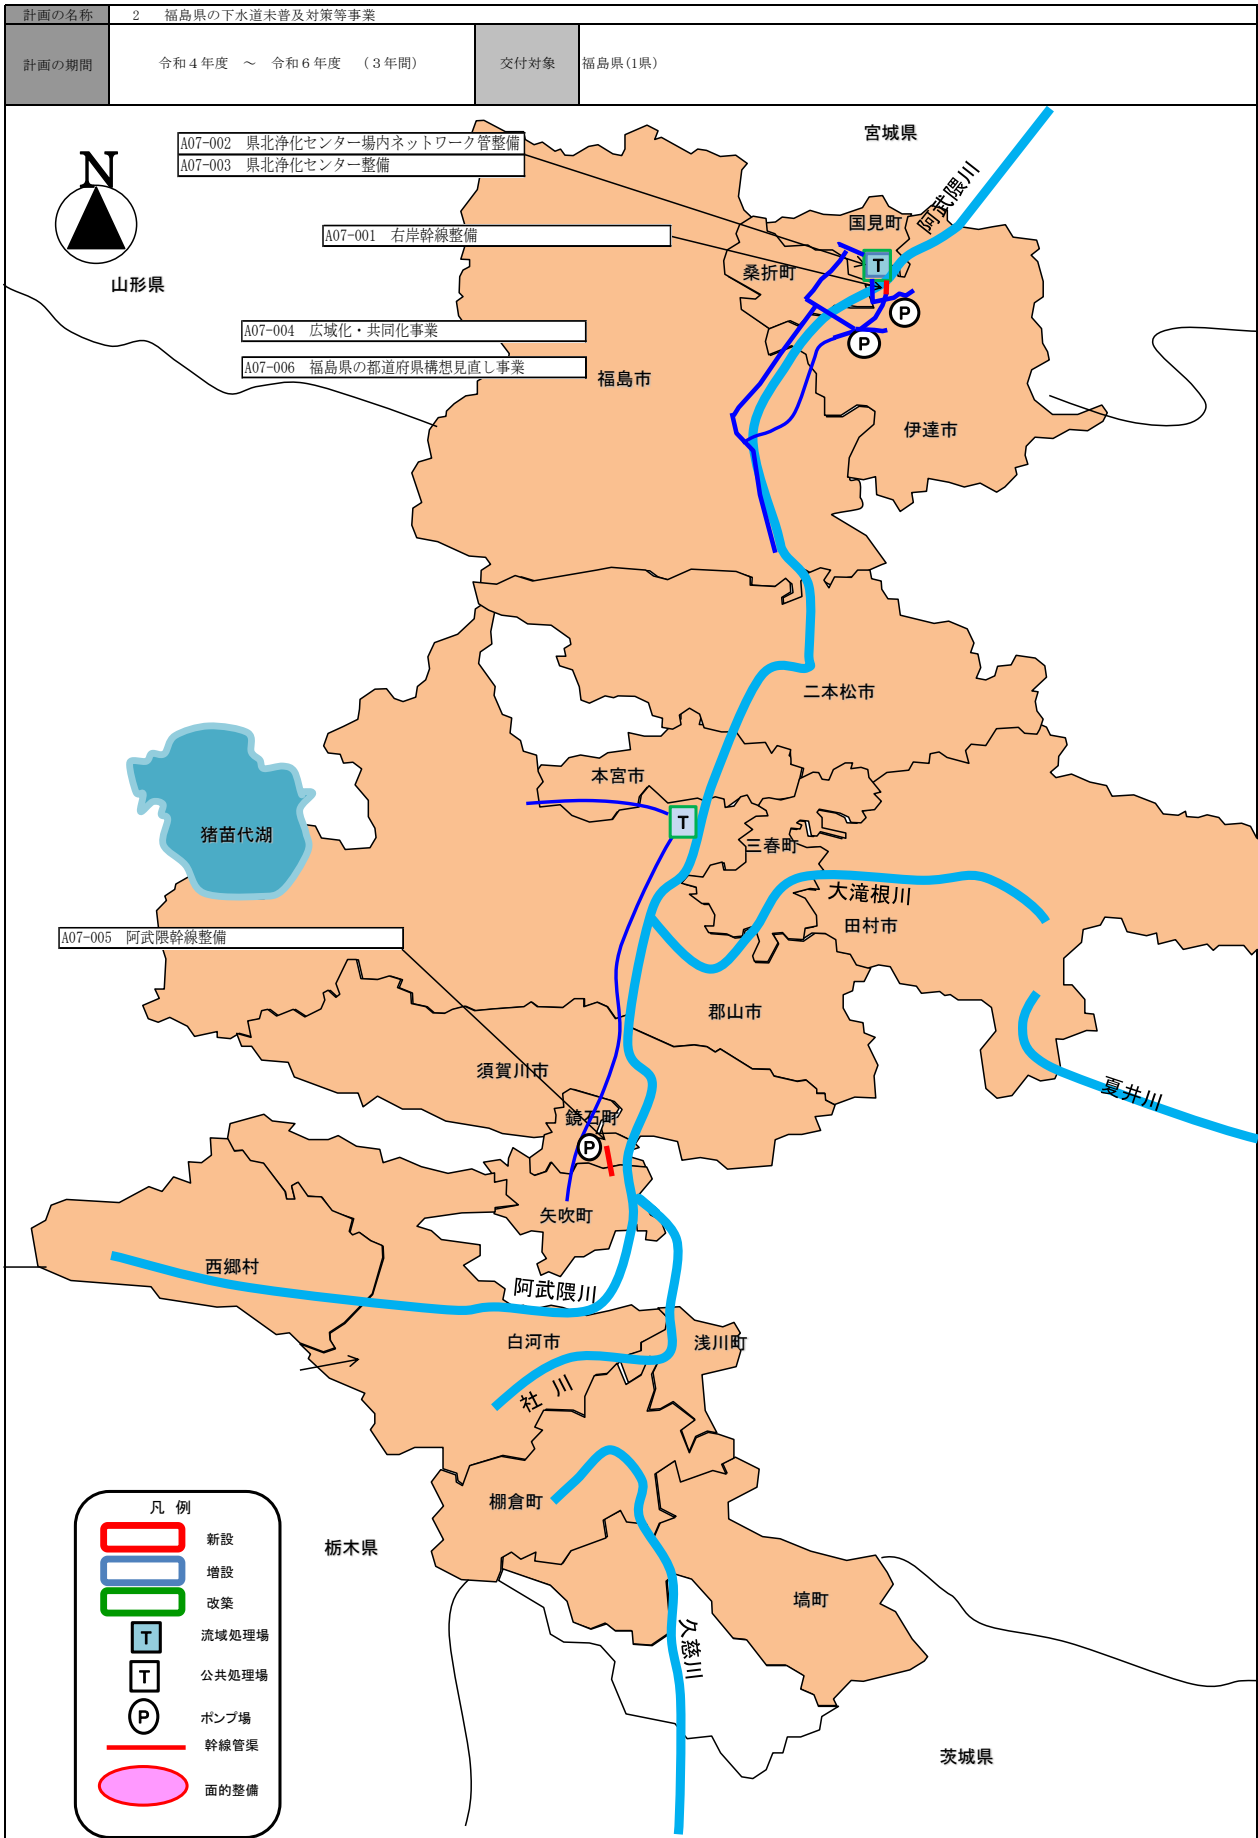 計画の名称 2 福島県の下水道未普及対策等事業
計画の期間 令和４年度 ～ 令和６年度 （３年間） 交付対象 福島県(1県)
宮城県
A07-002 県北浄化センター場内ネットワーク管整備
A07-003 県北浄化センター整備
N
阿武隈川
国見町
A07-001 右岸幹線整備
T
桑折町
山形県
P
A07-004 広域化・共同化事業
P
A07-006 福島県の都道府県構想見直し事業
福島市
伊達市
二本松市
本宮市
猪苗代湖
T
三春町
大滝根川
田村市
A07-005 阿武隈幹線整備
郡山市
須賀川市
夏井川
鏡石町
P
矢吹町
西郷村
阿武隈川
白河市
浅川町
社川
棚倉町
栃木県
塙町
久慈川
茨城県
凡 例
新設
増設
改築
T 流域処理場
T 公共処理場
P ポンプ場
幹線管渠
面的整備